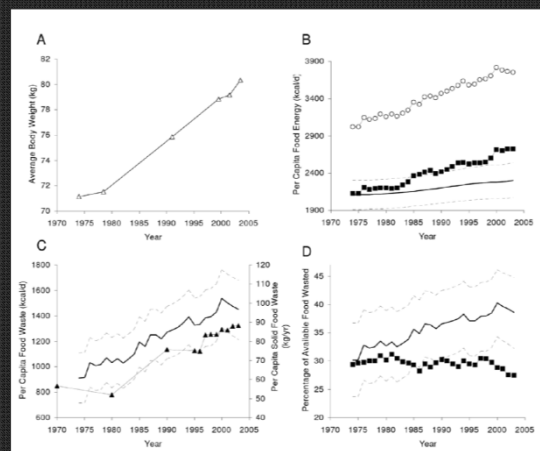 A
Average Body Weight (kg)
82
80
78
76
74
72
70
1970 1975 1980 1985 1990 1995 2000 2005
Year
B
Per Capita Food Energy (kcal/d)
3900
3400
2900
2400
1900
1970 1975 1980 1985 1990 1995 2000 2005
Year
C
Per Capita Food Waste (kcal/d)
1800
1600
1400
1200
1000
800
600
1970 1975 1980 1985 1990 1995 2000 2005
Year
120
110
100
90
80
70
60
50
40
Per Capita Solid Food Waste
(kg/yr)
D
Percentage of Available Food Wasted
45
40
35
30
25
20
1970 1975 1980 1985 1990 1995 2000 2005
Year